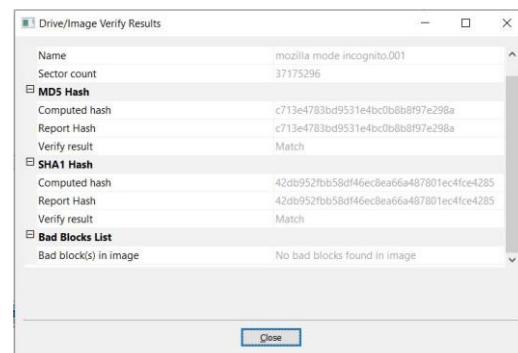 Drive/Image Verify Results
Name mozilla mode incognito.001
Sector count 37175296
MD5 Hash
Computed hash c713e4783bd9531e4bc0b8b8f97e298a
Report Hash c713e4783bd9531e4bc0b8b8f97e298a
Verify result Match
SHA1 Hash
Computed hash 42db952fbb58df46ec8ea66a487801ec4fce4285
Report Hash 42db952fbb58df46ec8ea66a487801ec4fce4285
Verify result Match
Bad Blocks List
Bad block(s) in image No bad blocks found in image
Close